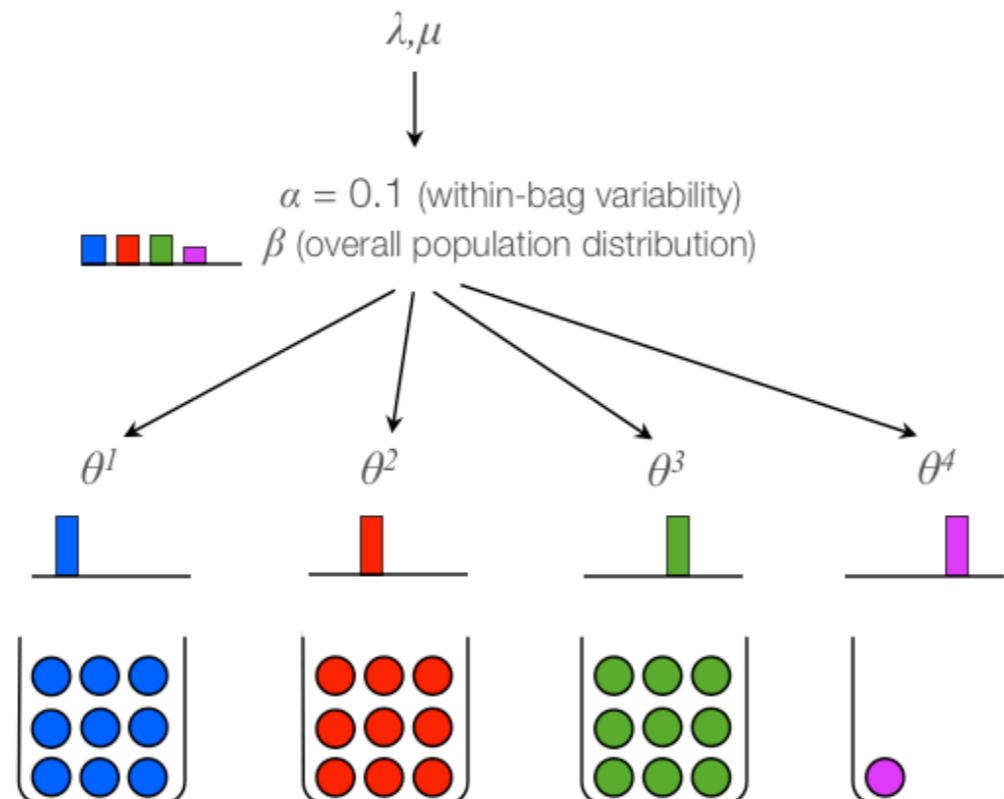 λ,μ
α = 0.1 (within-bag variability)
β (overall population distribution)
θ¹ θ² θ³ θ⁴